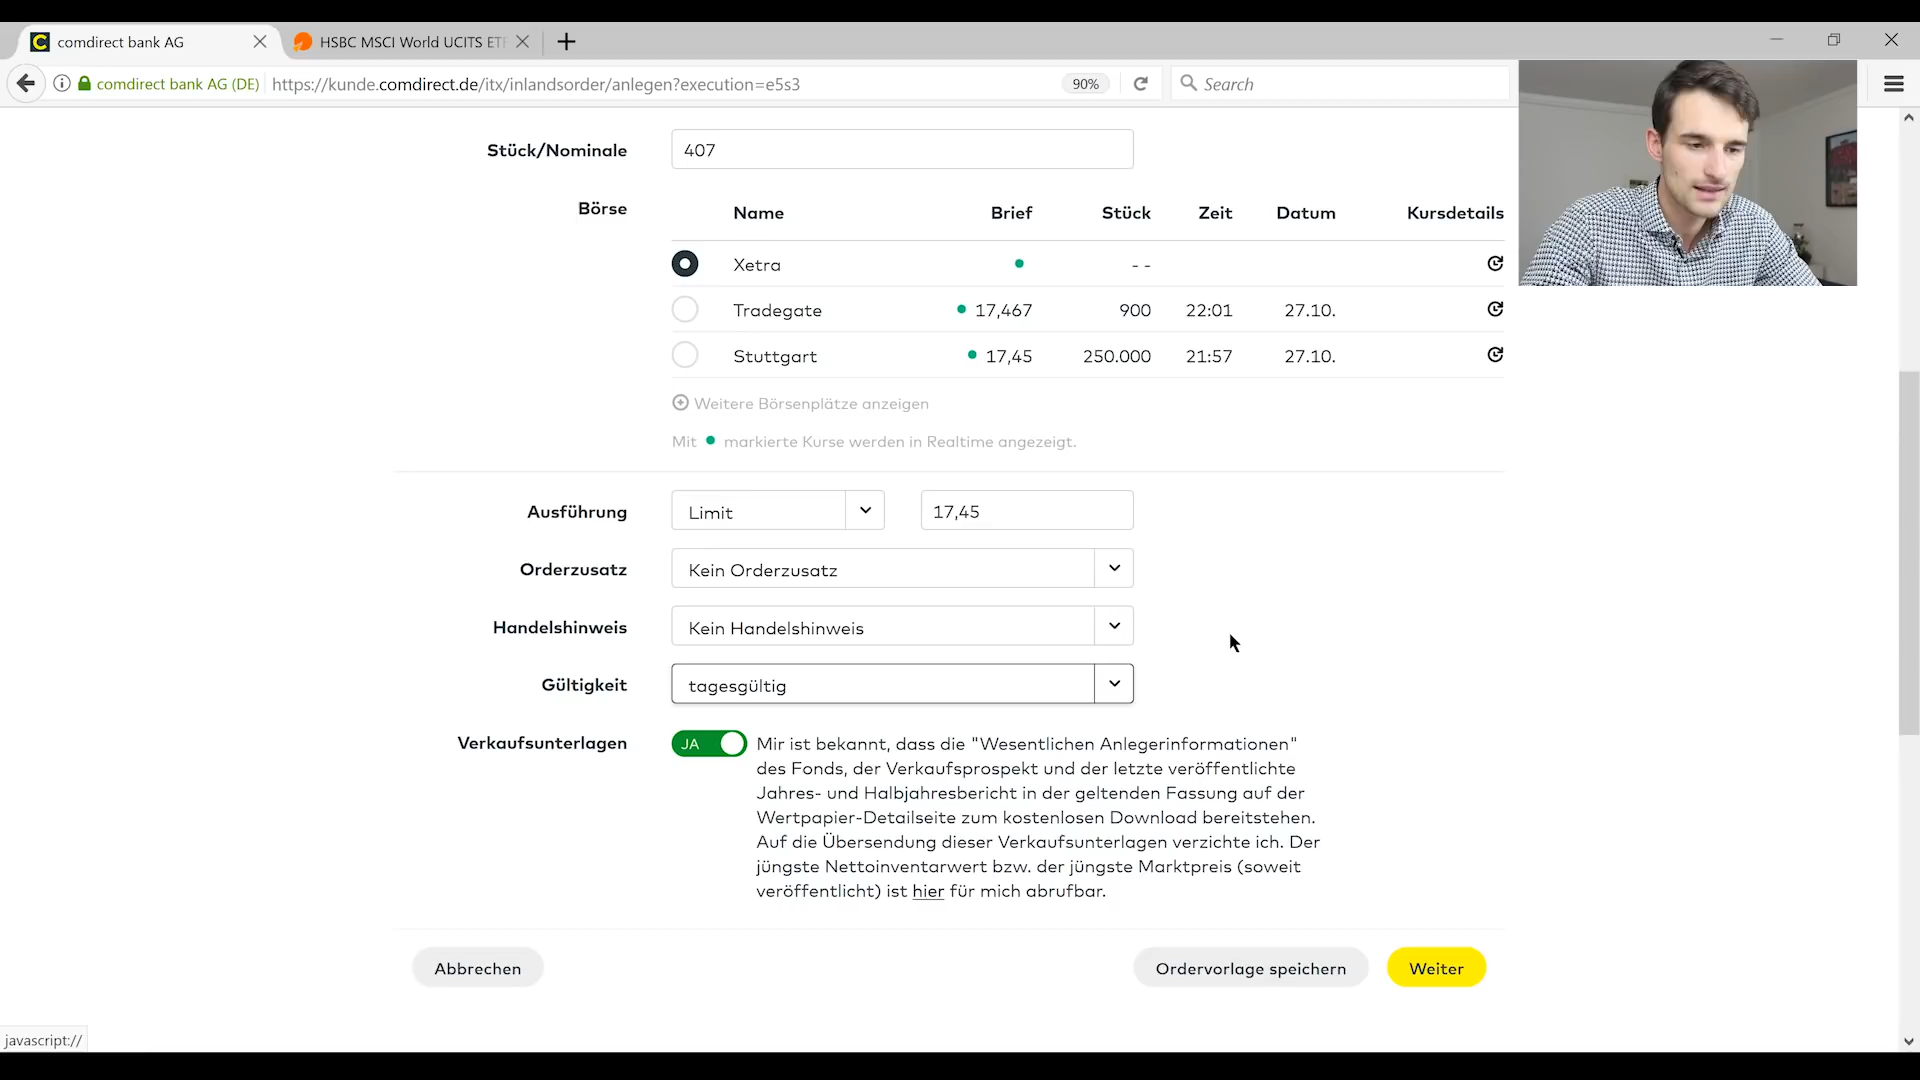 comdirect bank AG
HSBC MSCI World UCITS ETF
comdirect bank AG (DE)
https://kunde.comdirect.de/itx/inlandsorder/anlegen?execution=e5s3
90%
Search
Stück/Nominale
407
Börse
Name Brief Stück Zeit Datum Kursdetails
Xetra - -
Tradegate 17,467 900 22:01 27.10.
Stuttgart 17,45 250.000 21:57 27.10.
Weitere Börsenplätze anzeigen
Mit markierte Kurse werden in Realtime angezeigt.
Ausführung Limit 17,45
Orderzusatz Kein Orderzusatz
Handelshinweis Kein Handelshinweis
Gültigkeit tagesgültig
Verkaufsunterlagen JA Mir ist bekannt, dass die "Wesentlichen Anlegerinformationen"
des Fonds, der Verkaufsprospekt und der letzte veröffentlichte
Jahres- und Halbjahresbericht in der geltenden Fassung auf der
Wertpapier-Detailseite zum kostenlosen Download bereitstehen.
Auf die Übersendung dieser Verkaufsunterlagen verzichte ich. Der
jüngste Nettoinventarwert bzw. der jüngste Marktpreis (soweit
veröffentlicht) ist hier für mich abrufbar.
Abbrechen
Ordervorlage speichern
Weiter
javascript://